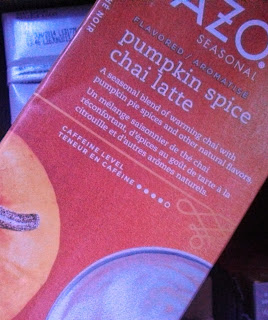 AZO.
SEASONAL
FLAVORED · AROMATISÉ
pumpkin spice
chai latte
A seasonal blend of warming chai with
pumpkin pie spices and other natural flavors
Un mélange saisonnier de thé chaï
réconfortant, d'épices au goût de tarte à la
citrouille et d'autres arômes naturels.
CAFFEINE LEVEL
TENEUR EN CAFÉINE
E NOIR